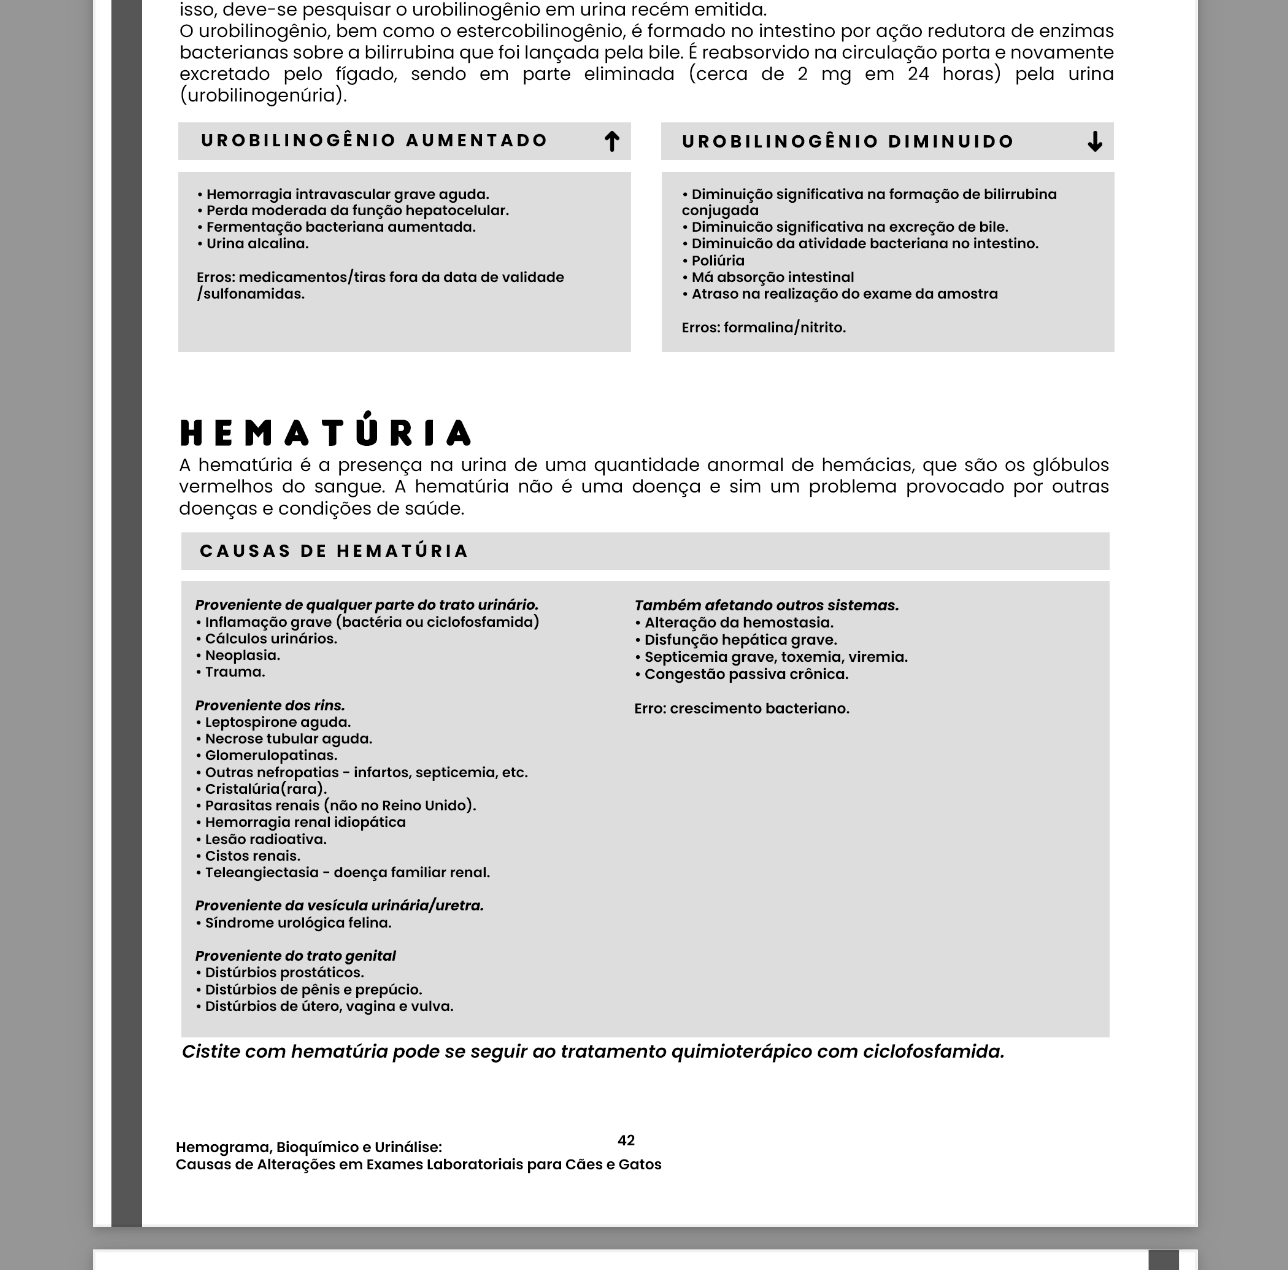 isso, deve-se pesquisar o urobilinogênio em urina recém emitida.
O urobilinogênio, bem como o estercobilinogênio, é formado no intestino por ação redutora de enzimas
bacterianas sobre a bilirrubina que foi lançada pela bile. É reabsorvido na circulação porta e novamente
excretado pelo fígado, sendo em parte eliminada (cerca de 2 mg em 24 horas) pela urina
(urobilinogenúria).
UROBILINOGÊNIO AUMENTADO ↑
• Hemorragia intravascular grave aguda.
• Perda moderada da função hepatocelular.
• Fermentação bacteriana aumentada.
• Urina alcalina.
Erros: medicamentos/tiras fora da data de validade
/sulfonamidas.
UROBILINOGÊNIO DIMINUIDO ↓
• Diminuição significativa na formação de bilirrubina
conjugada
• Diminuicão significativa na excreção de bile.
• Diminuicão da atividade bacteriana no intestino.
• Poliúria
• Má absorção intestinal
• Atraso na realização do exame da amostra
Erros: formalina/nitrito.
HEMATÚRIA
A hematúria é a presença na urina de uma quantidade anormal de hemácias, que são os glóbulos
vermelhos do sangue. A hematúria não é uma doença e sim um problema provocado por outras
doenças e condições de saúde.
CAUSAS DE HEMATÚRIA
Proveniente de qualquer parte do trato urinário.
• Inflamação grave (bactéria ou ciclofosfamida)
• Cálculos urinários.
• Neoplasia.
• Trauma.
Proveniente dos rins.
• Leptospirone aguda.
• Necrose tubular aguda.
• Glomerulopatinas.
• Outras nefropatias - infartos, septicemia, etc.
• Cristalúria(rara).
• Parasitas renais (não no Reino Unido).
• Hemorragia renal idiopática
• Lesão radioativa.
• Cistos renais.
• Teleangiectasia - doença familiar renal.
Proveniente da vesícula urinária/uretra.
• Síndrome urológica felina.
Proveniente do trato genital
• Distúrbios prostáticos.
• Distúrbios de pênis e prepúcio.
• Distúrbios de útero, vagina e vulva.
Também afetando outros sistemas.
• Alteração da hemostasia.
• Disfunção hepática grave.
• Septicemia grave, toxemia, viremia.
• Congestão passiva crônica.
Erro: crescimento bacteriano.
Cistite com hematúria pode se seguir ao tratamento quimioterápico com ciclofosfamida.
42
Hemograma, Bioquímico e Urinálise:
Causas de Alterações em Exames Laboratoriais para Cães e Gatos